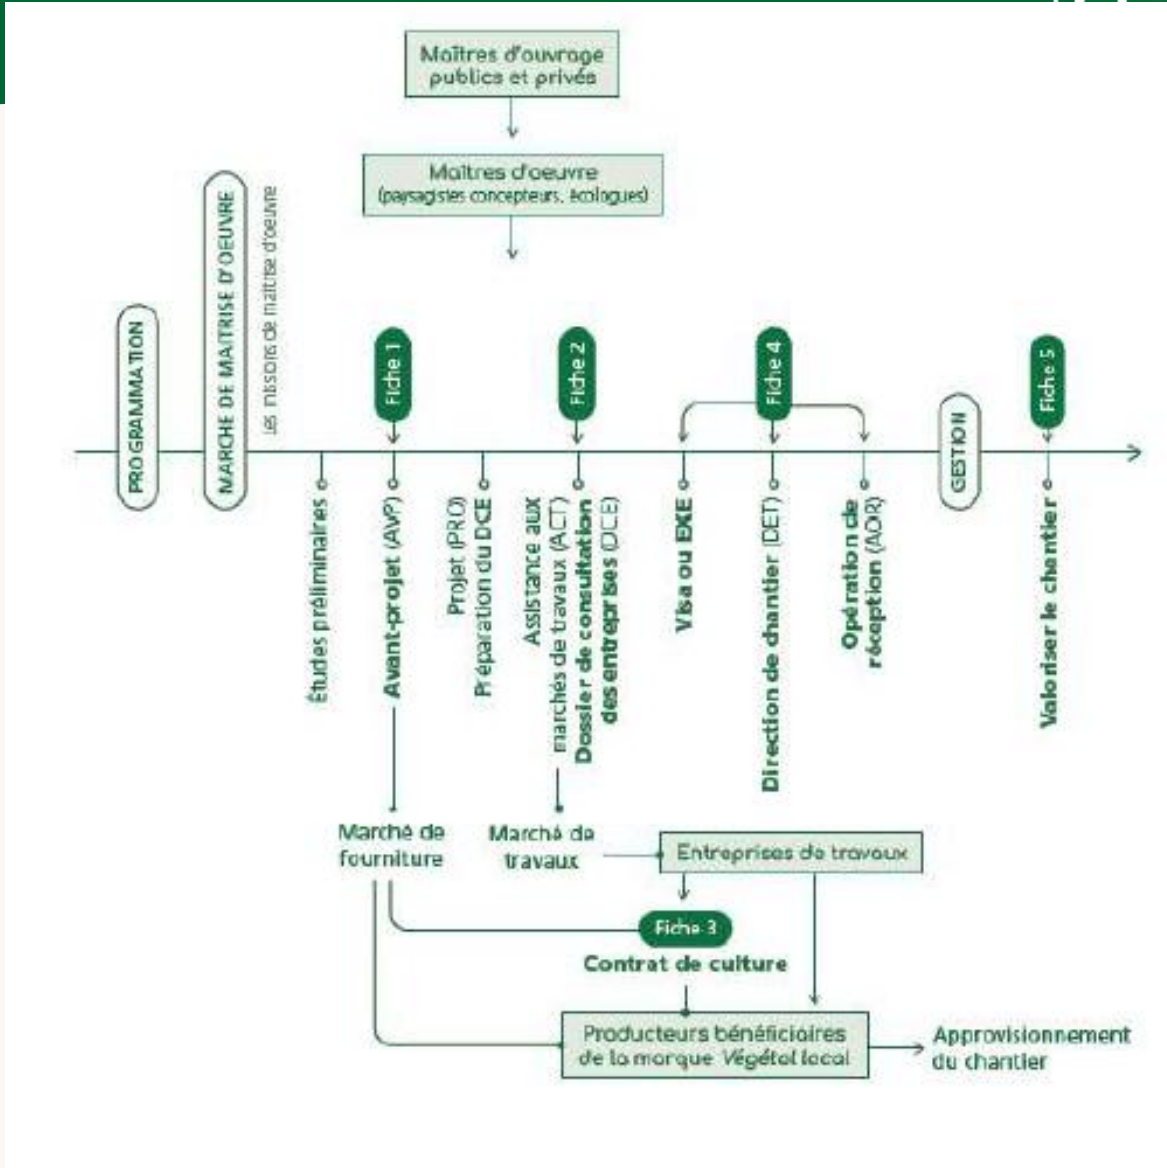 Maîtres d'ouvrage
publics et privés
Maîtres d'oeuvre
(paysagistes concepteurs, écologues)
PROGRAMMATION
MARCHE DE MAITRISE D'OEUVRE
Les missions de maitrise d'oeuvre
Fiche 1
Fiche 2
Fiche 4
GESTION
Fiche 5
Études préliminaires
Avant-projet (AVP)
Projet (PRO)
Préparation du DCE
Assistance aux
marchés de travaux (ACT)
Dossier de consultation
des entreprises (DCE)
Visa ou EXE
Direction de chantier (DET)
Opération de
réception (AOR)
Valoriser le chantier
Marché de
fourniture
Marché de
travaux
Entreprises de travaux
Fiche 3
Contrat de culture
Producteurs bénéficiaires
de la marque Végétal local
Approvisionnement
du chantier